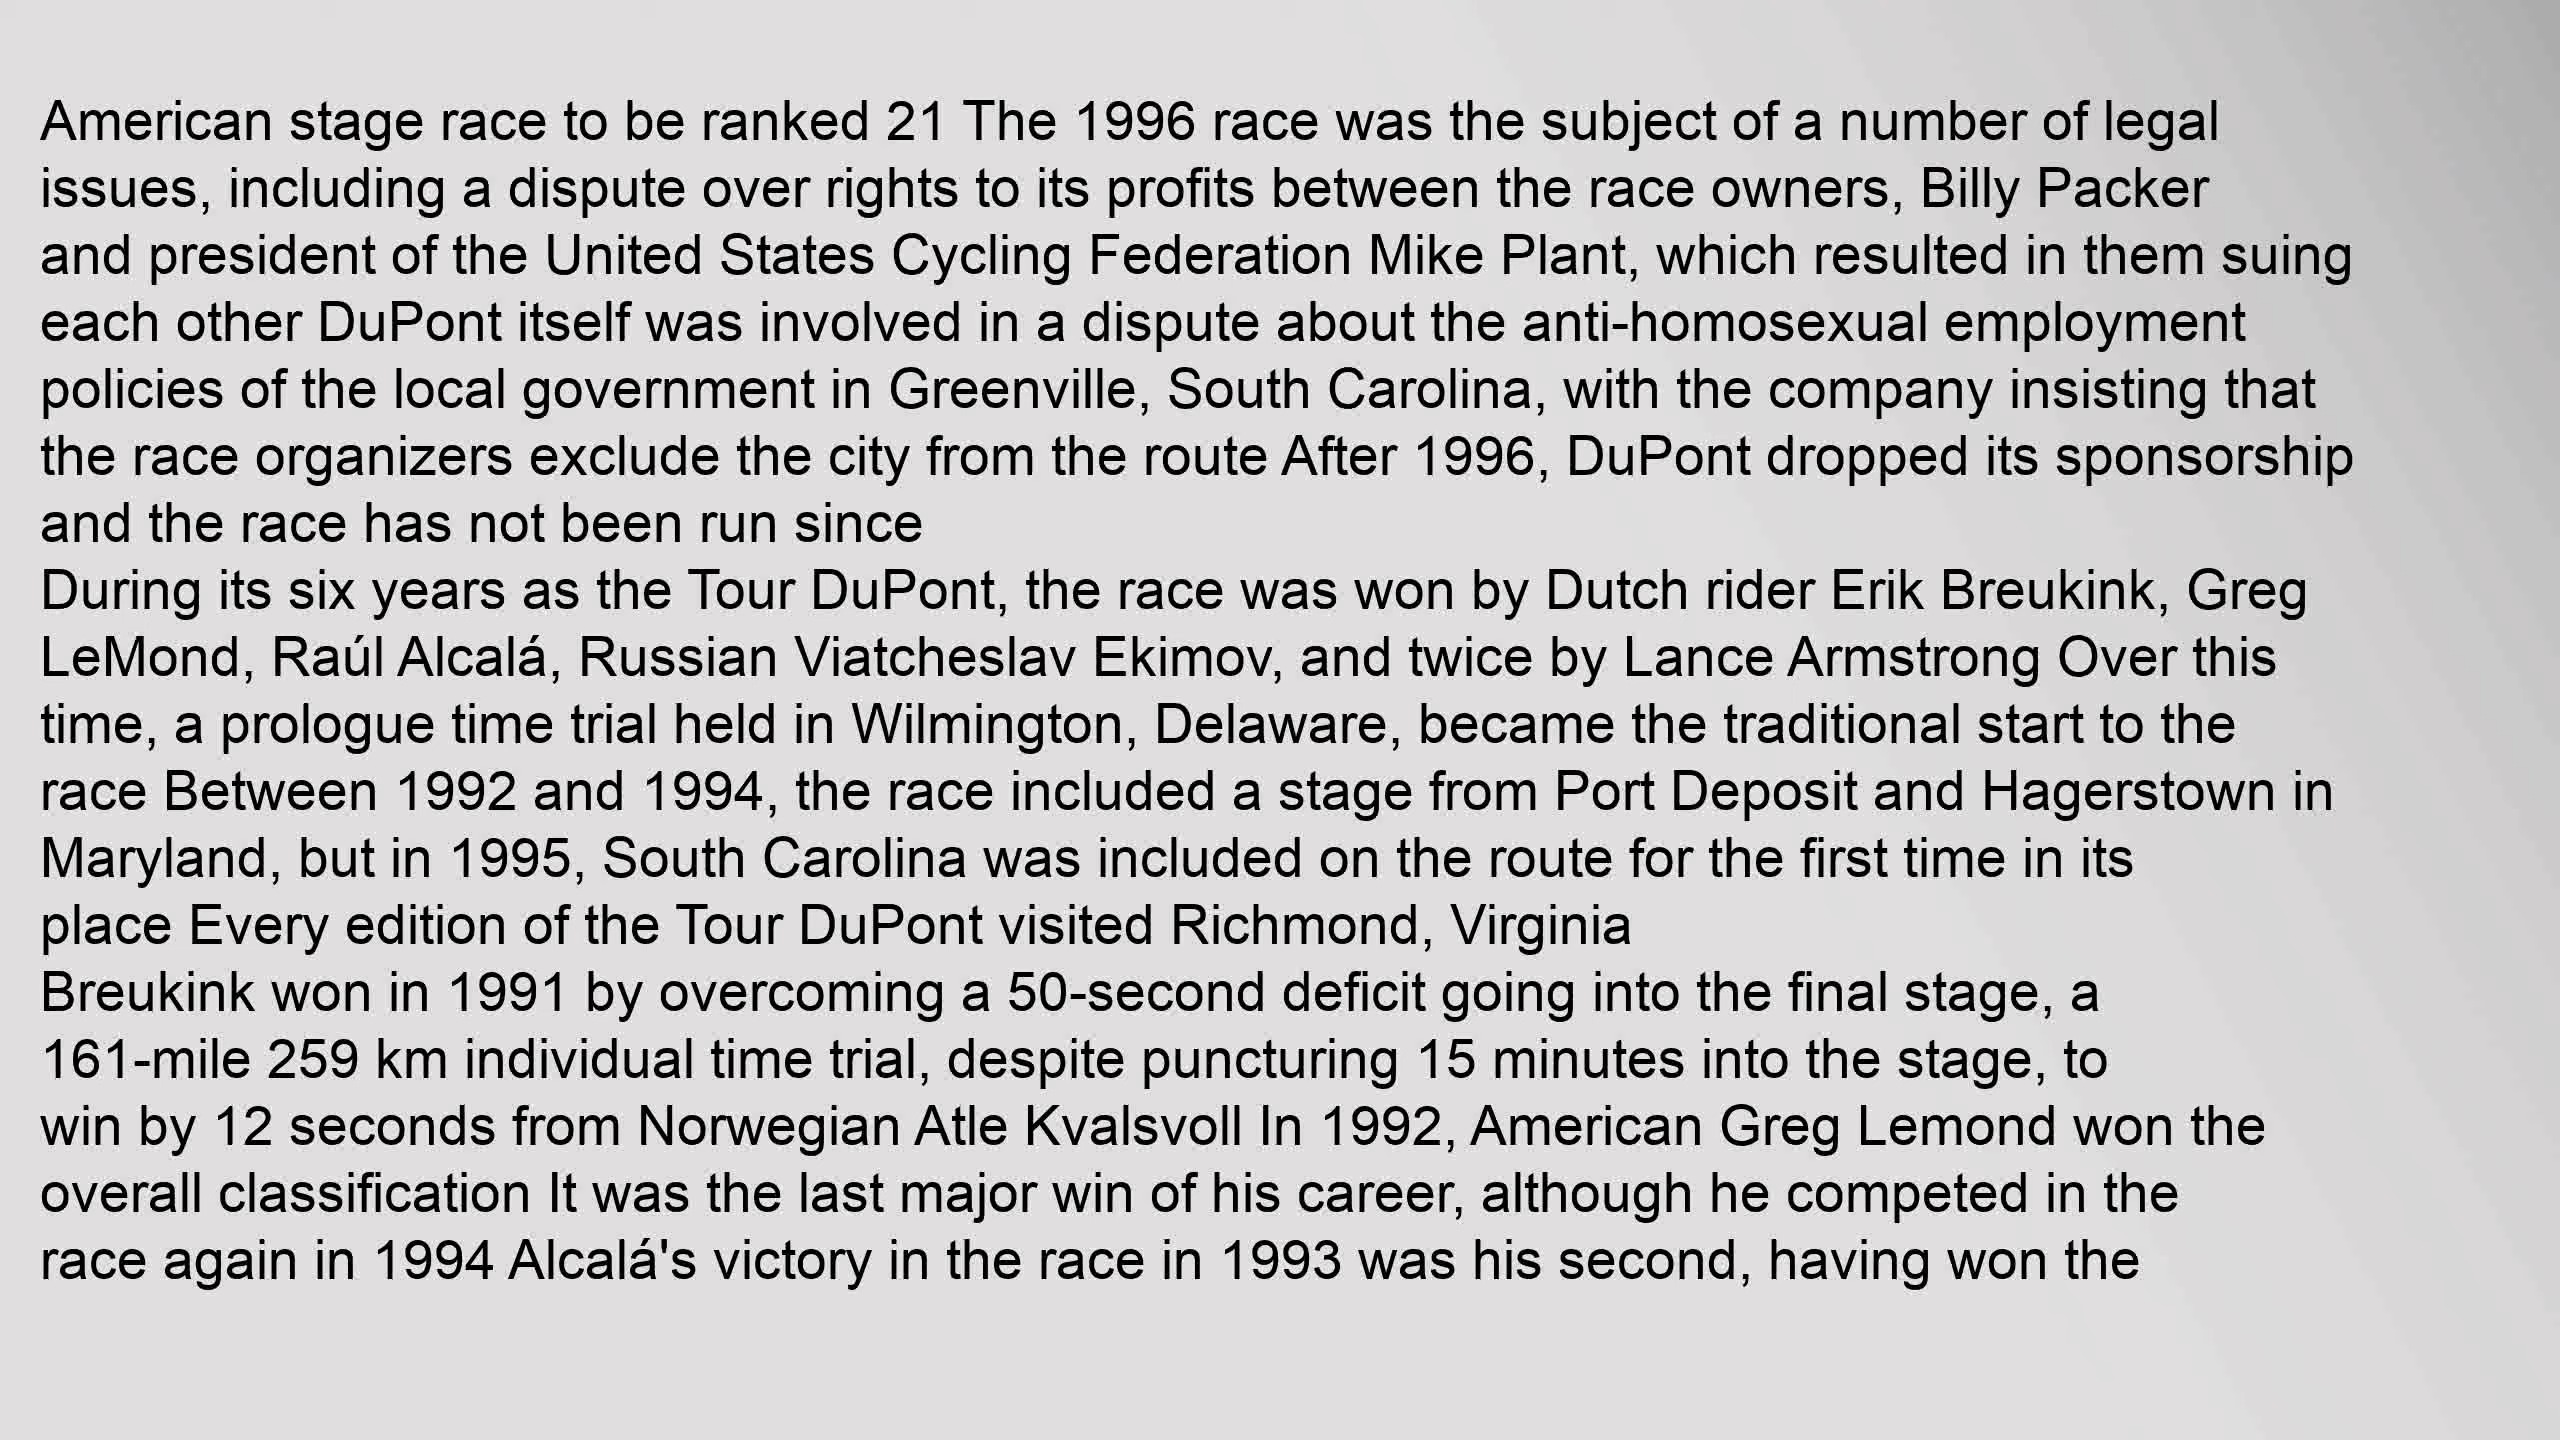 American stage race to be ranked 21 The 1996 race was the subject of a number of legal
issues, including a dispute over rights to its profits between the race owners, Billy Packer
and president of the United States Cycling Federation Mike Plant, which resulted in them suing
each other DuPont itself was involved in a dispute about the anti-homosexual employment
policies of the local government in Greenville, South Carolina, with the company insisting that
the race organizers exclude the city from the route After 1996, DuPont dropped its sponsorship
and the race has not been run since
During its six years as the Tour DuPont, the race was won by Dutch rider Erik Breukink, Greg
LeMond, Raúl Alcalá, Russian Viatcheslav Ekimov, and twice by Lance Armstrong Over this
time, a prologue time trial held in Wilmington, Delaware, became the traditional start to the
race Between 1992 and 1994, the race included a stage from Port Deposit and Hagerstown in
Maryland, but in 1995, South Carolina was included on the route for the first time in its
place Every edition of the Tour DuPont visited Richmond, Virginia
Breukink won in 1991 by overcoming a 50-second deficit going into the final stage, a
161-mile 259 km individual time trial, despite puncturing 15 minutes into the stage, to
win by 12 seconds from Norwegian Atle Kvalsvoll In 1992, American Greg Lemond won the
overall classification It was the last major win of his career, although he competed in the
race again in 1994 Alcalá's victory in the race in 1993 was his second, having won the